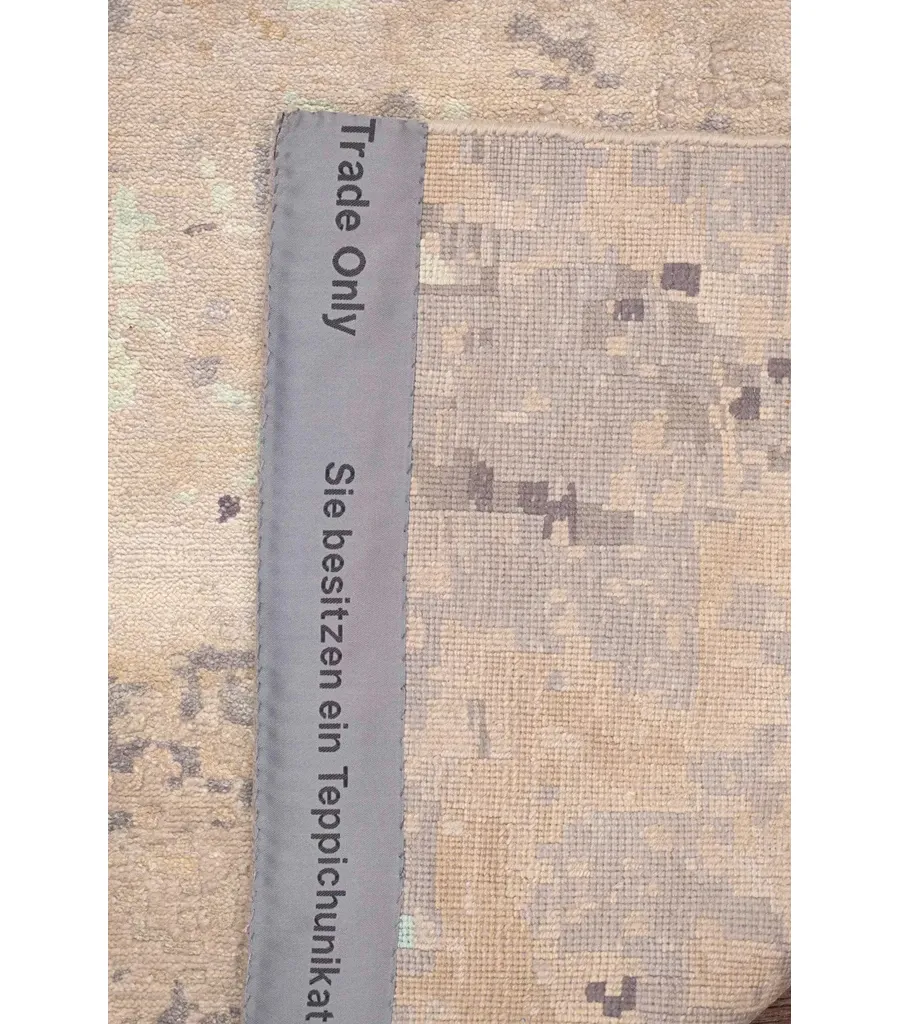 Trade Only
Sie besitzen ein Teppichunikat